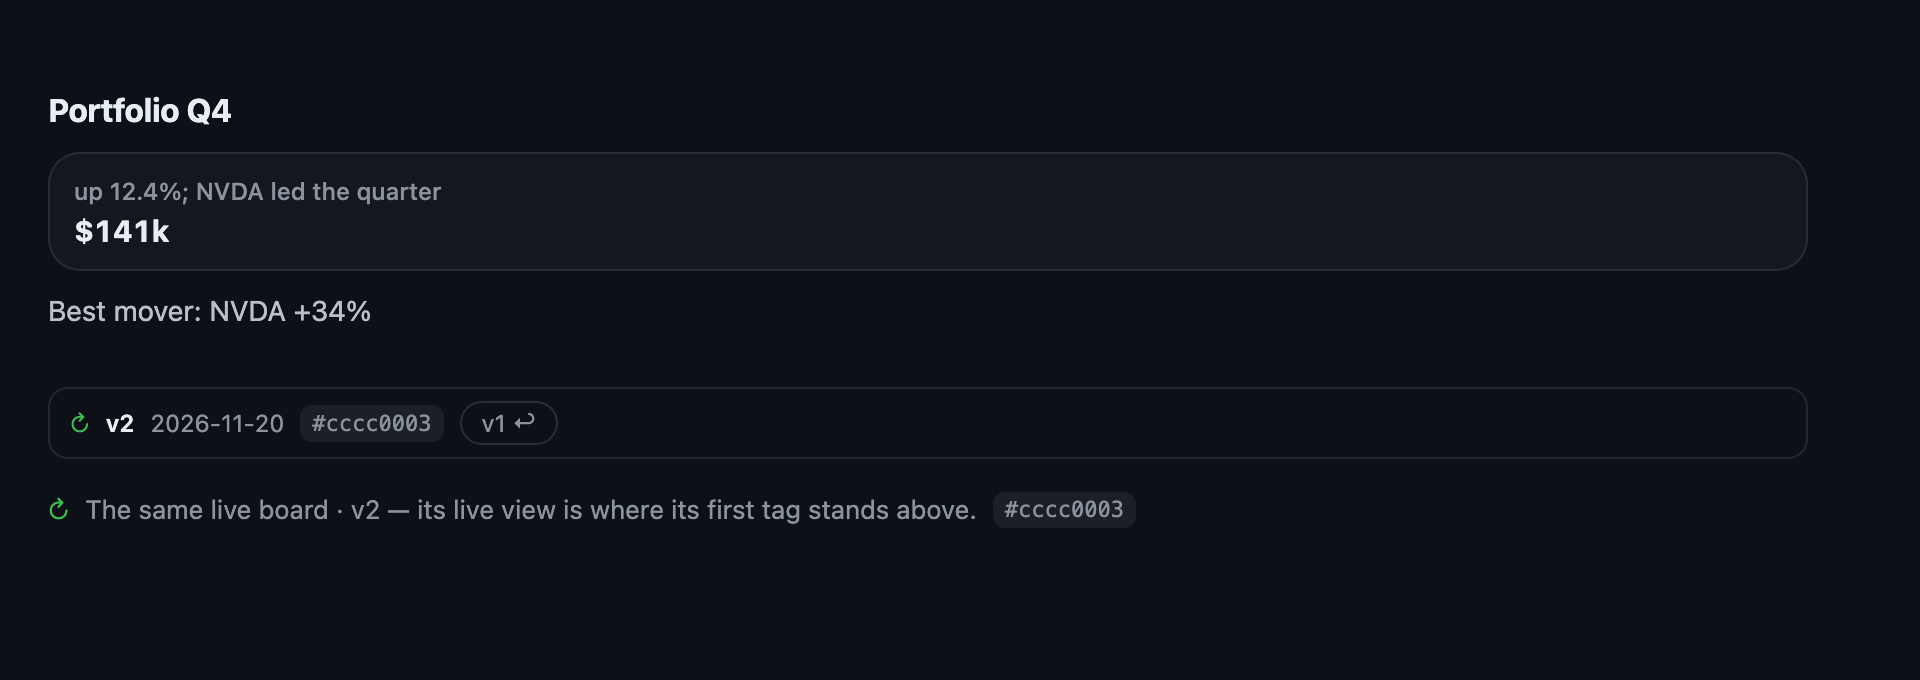 Portfolio Q4
up 12.4%; NVDA led the quarter
$141k
Best mover: NVDA +34%
↻ v2 2026-11-20 #cccc0003 v1 ↩
↻ The same live board · v2 — its live view is where its first tag stands above. #cccc0003